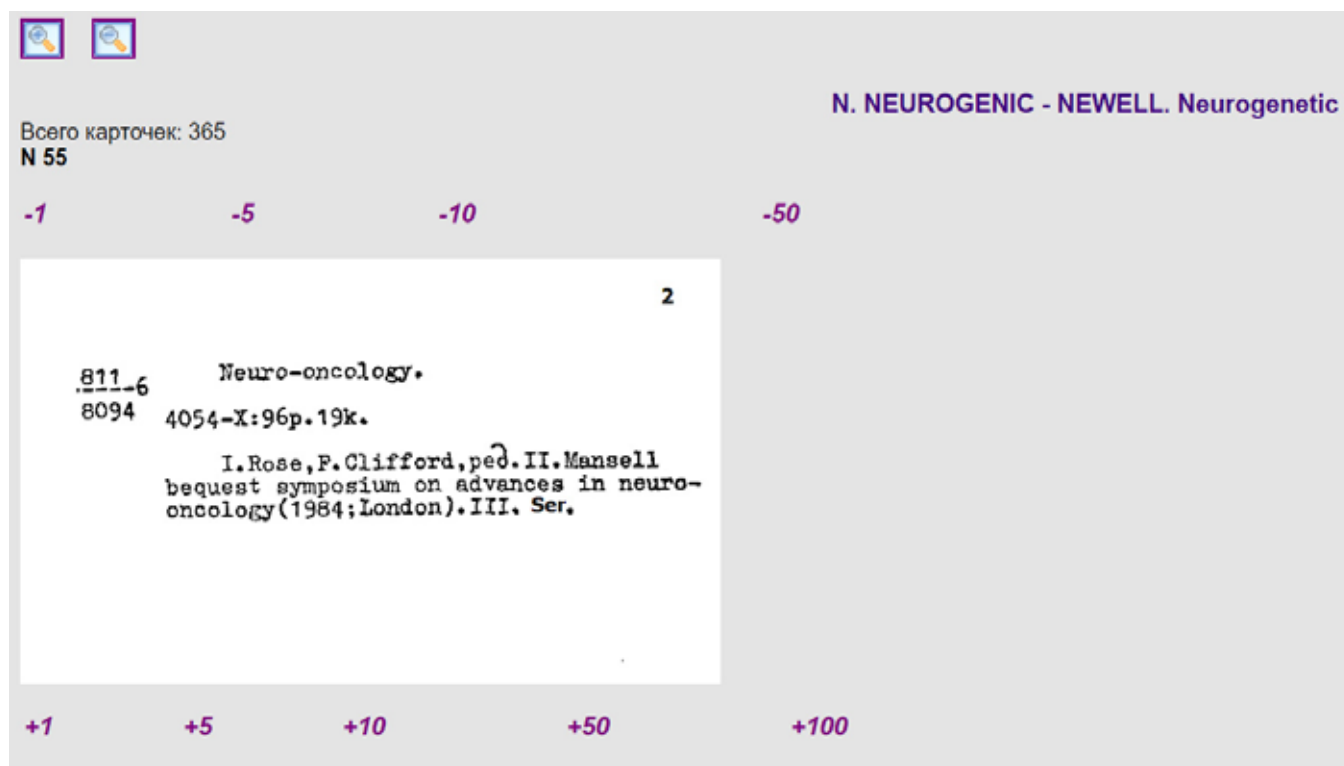 N. NEUROGENIC - NEWELL. Neurogenetic
Всего карточек: 365
N 55
-1 -5 -10 -50
2
811-6
8094
Neuro-oncology.
4054-X:96p.19k.
I.Rose,F.Clifford,ред.II.Mansell
bequest symposium on advances in neuro-
oncology(1984;London).III. Ser.
+1 +5 +10 +50 +100